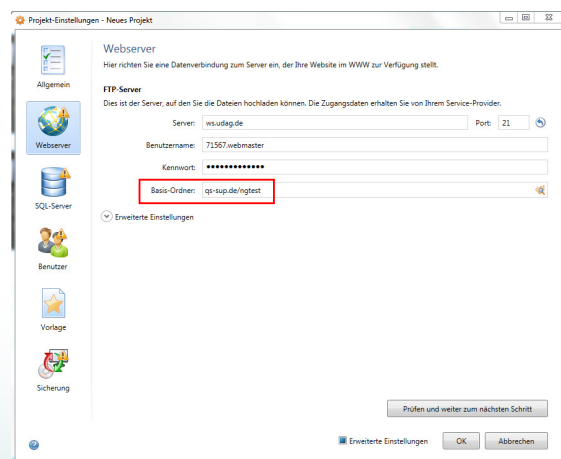 Projekt-Einstellungen - Neues Projekt
Allgemein
Webserver
SQL-Server
Benutzer
Vorlage
Sicherung
Webserver
Hier richten Sie eine Datenverbindung zum Server ein, der Ihre Website im WWW zur Verfügung stellt.
FTP-Server
Dies ist der Server, auf den Sie die Dateien hochladen können. Die Zugangsdaten erhalten Sie von Ihrem Service-Provider.
Server: ws.udag.de Port: 21
Benutzername: 71567.webmaster
Kennwort: •••••••••••••
Basis-Ordner: qs-sup.de/ngtest
Erweiterte Einstellungen
Prüfen und weiter zum nächsten Schritt
Erweiterte Einstellungen OK Abbrechen